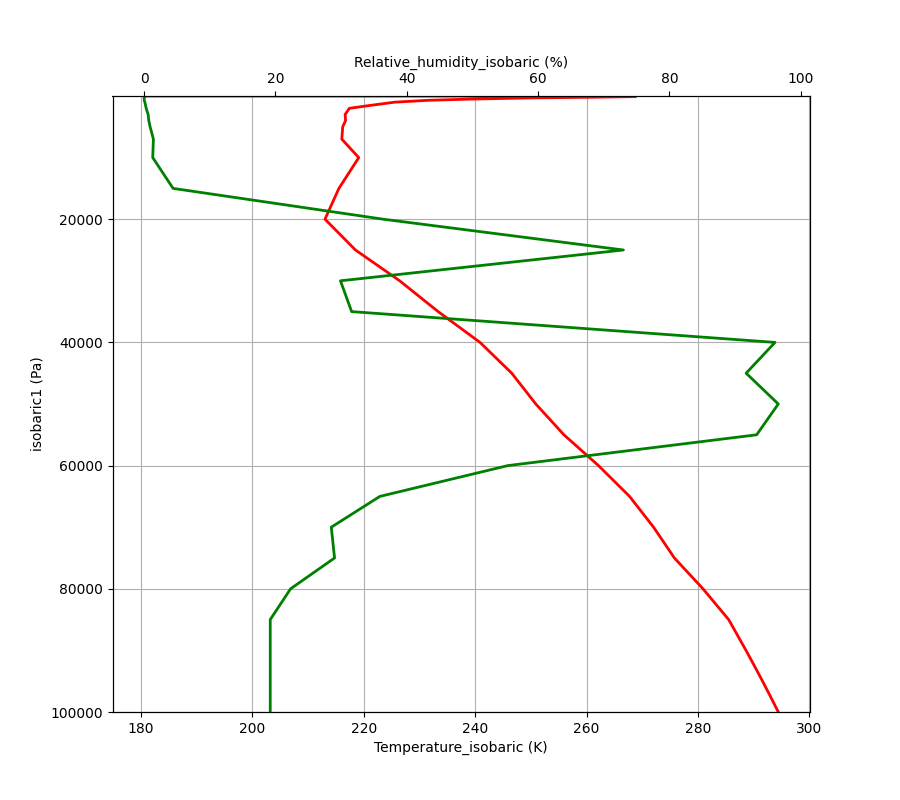 Relative_humidity_isobaric (%)
0 20 40 60 80 100
20000
40000
isobaric1 (Pa)
60000
80000
100000
180 200 220 240 260 280 300
Temperature_isobaric (K)